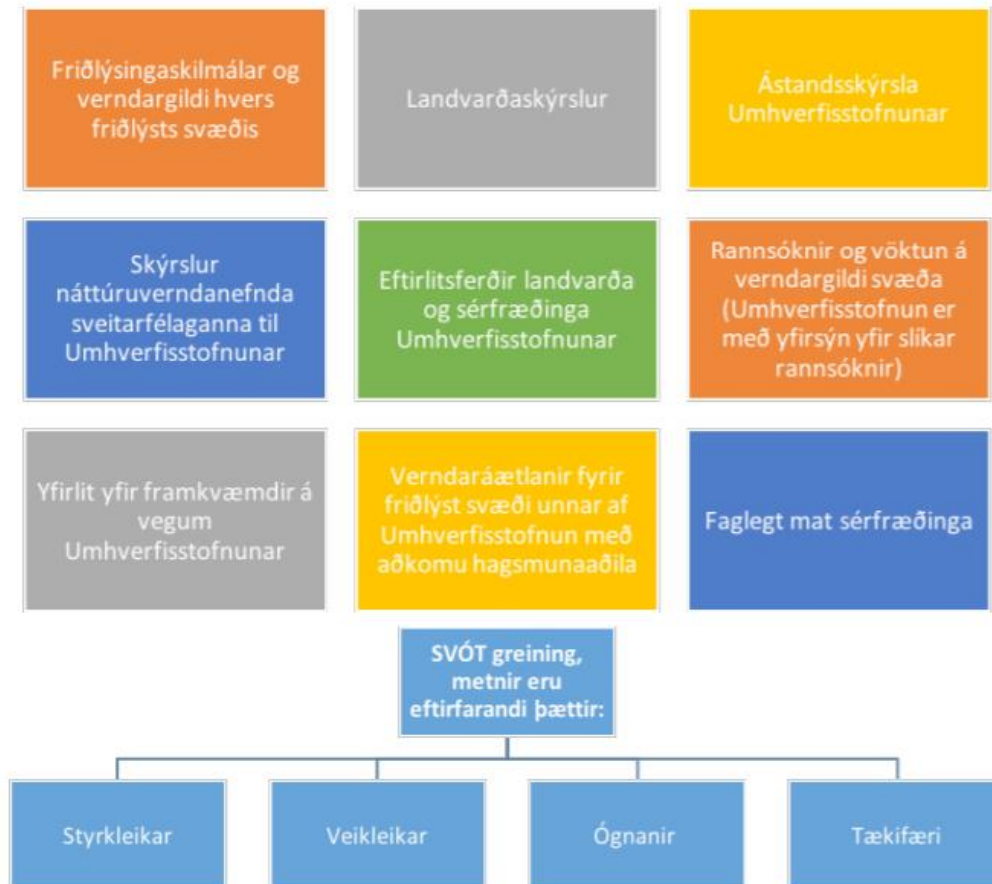 Friðlýsingaskilmálar og
verndargildi hvers
friðlýsts svæðis
Landvarðaskýrslur
Ástandsskýrsla
Umhverfisstofnunar
Skýrslur
náttúruverndanefnda
sveitarfélaganna til
Umhverfisstofnunar
Eftirlitsferðir landvarða
og sérfræðinga
Umhverfisstofnunar
Rannsóknir og vöktun á
verndargildi svæða
(Umhverfisstofnun er
með yfirsýn yfir slíkar
rannsóknir)
Yfirlit yfir framkvæmdir á
vegum
Umhverfisstofnunar
Verndaráætlanir fyrir
friðlýst svæði unnar af
Umhverfisstofnun með
aðkomu hagsmunaaðila
Faglegt mat sérfræðinga
SVÓT greining,
metnir eru
eftirfarandi þættir:
Styrkleikar
Veikleikar
Ógnanir
Tækifæri